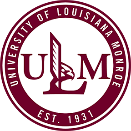 UNIVERSITY OF LOUISIANA MONROE
ULM
EST. 1931